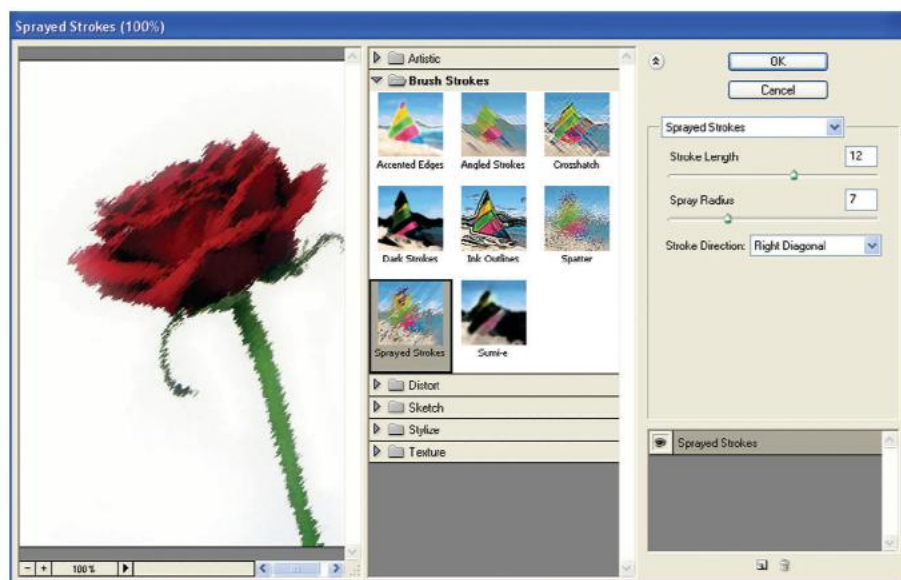 Sprayed Strokes (100%)
Artistic
Brush Strokes
Accented Edges
Angled Strokes
Crosshatch
Dark Strokes
Ink Outlines
Spatter
Sprayed Strokes
Sumi-e
Distort
Sketch
Stylize
Texture
- + 100%
OK
Cancel
Sprayed Strokes
Stroke Length 12
Spray Radius 7
Stroke Direction: Right Diagonal
Sprayed Strokes